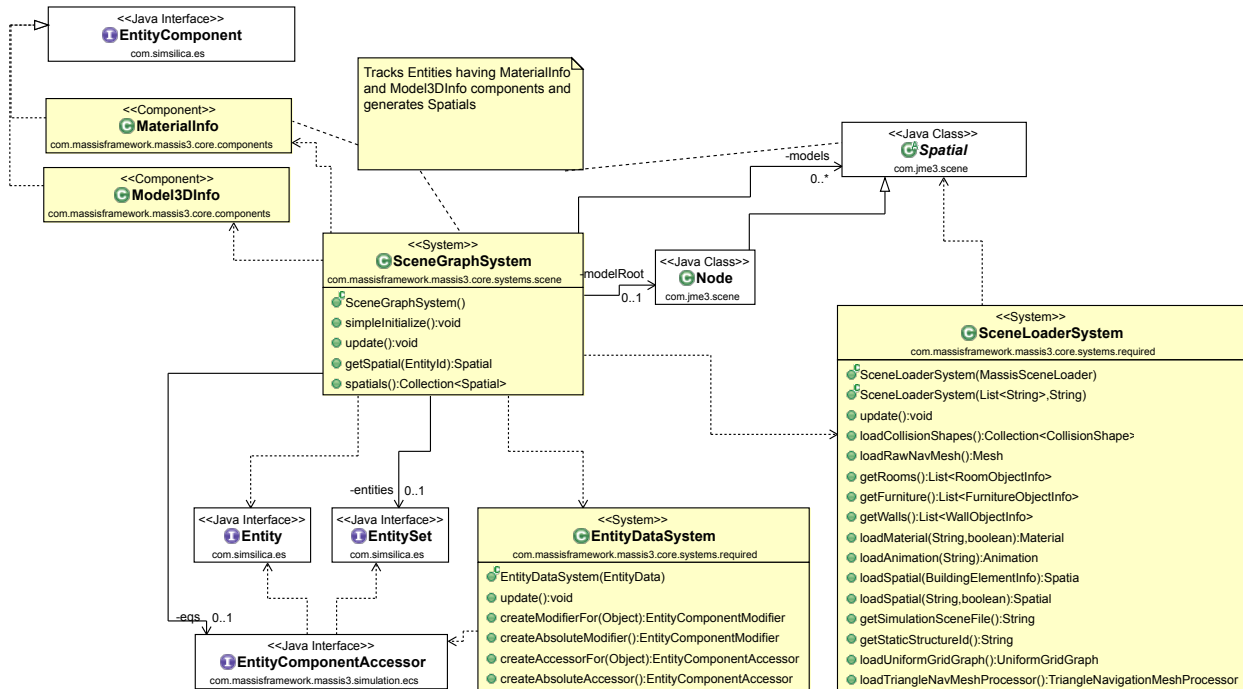 <<Java Interface>>
EntityComponent
com.simsilica.es
Tracks Entities having MaterialInfo
and Model3DInfo components and
generates Spatials
<<Component>>
MaterialInfo
com.massisframework.massis3.core.components
<<Component>>
Model3DInfo
com.massisframework.massis3.core.components
<<Java Class>>
Spatial
com.jme3.scene
-models
0..*
<<System>>
SceneGraphSystem
com.massisframework.massis3.core.systems.scene
SceneGraphSystem()
simpleInitialize():void
update():void
getSpatial(EntityId):Spatial
spatials():Collection<Spatial>
-modelRoot
0..1
<<Java Class>>
Node
com.jme3.scene
<<System>>
SceneLoaderSystem
com.massisframework.massis3.core.systems.required
SceneLoaderSystem(MassisSceneLoader)
SceneLoaderSystem(List<String>,String)
update():void
loadCollisionShapes():Collection<CollisionShape>
loadRawNavMesh():Mesh
getRooms():List<RoomObjectInfo>
getFurniture():List<FurnitureObjectInfo>
getWalls():List<WallObjectInfo>
loadMaterial(String,boolean):Material
loadAnimation(String):Animation
loadSpatial(BuildingElementInfo):Spatia
loadSpatial(String,boolean):Spatial
getSimulationSceneFile():String
getStaticStructureId():String
loadUniformGridGraph():UniformGridGraph
loadTriangleNavMeshProcessor():TriangleNavigationMeshProcessor
-entities 0..1
<<Java Interface>>
Entity
com.simsilica.es
<<Java Interface>>
EntitySet
com.simsilica.es
<<System>>
EntityDataSystem
com.massisframework.massis3.core.systems.required
EntityDataSystem(EntityData)
update():void
createModifierFor(Object):EntityComponentModifier
createAbsoluteModifier():EntityComponentModifier
createAccessorFor(Object):EntityComponentAccessor
createAbsoluteAccessor():EntityComponentAccessor
-eqs 0..1
<<Java Interface>>
EntityComponentAccessor
com.massisframework.massis3.simulation.ecs